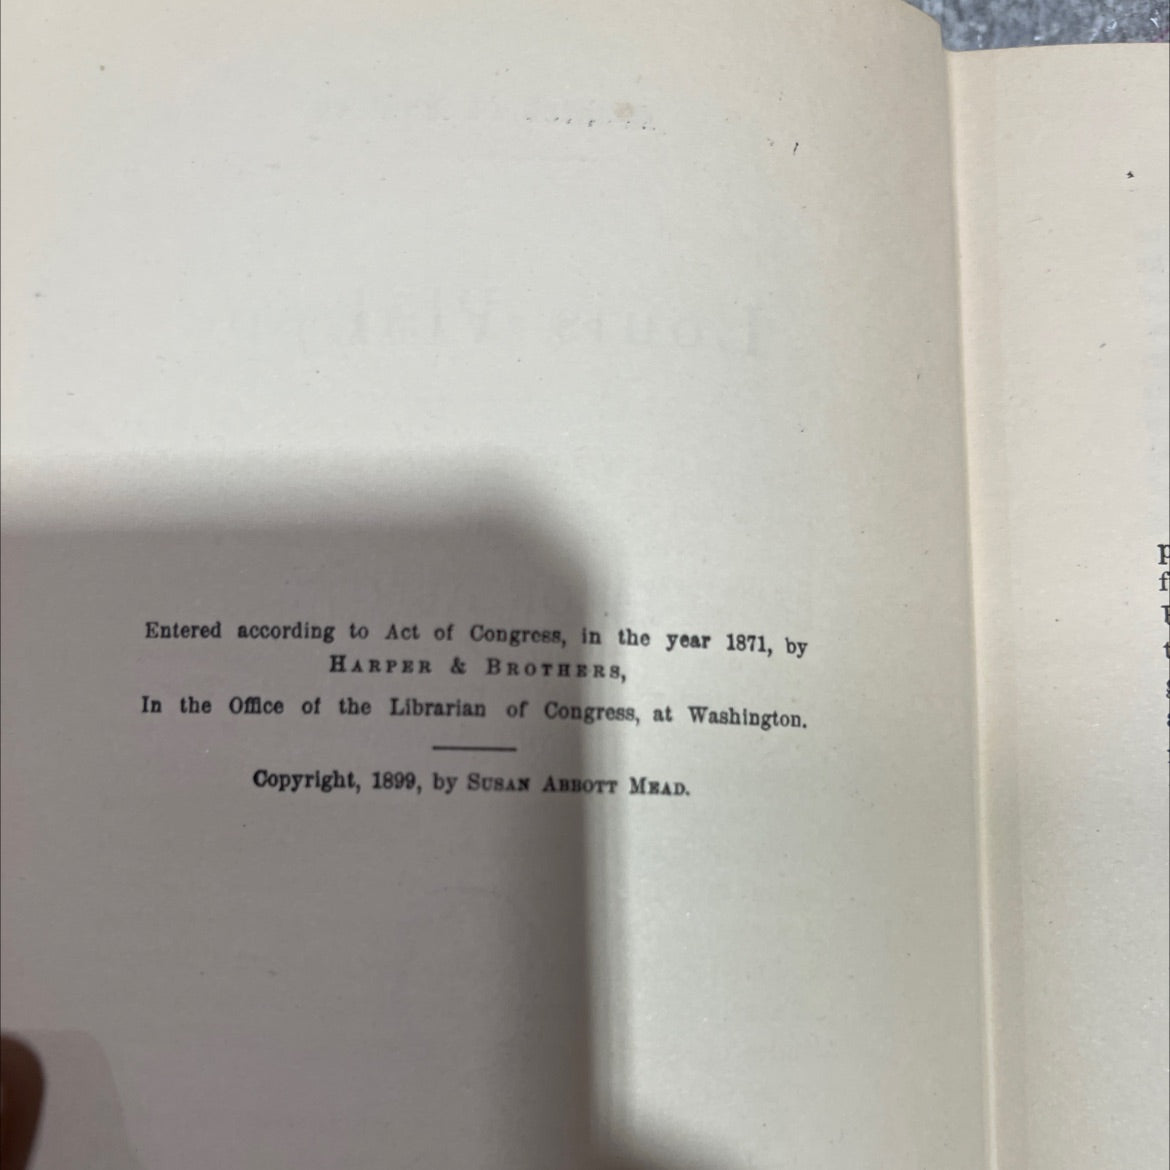 Entered according to Act of Congress, in the year 1871, by
HARPER & BROTHERS,
In the Office of the Librarian of Congress, at Washington.
Copyright, 1899, by SUSAN ABBOTT MEAD.